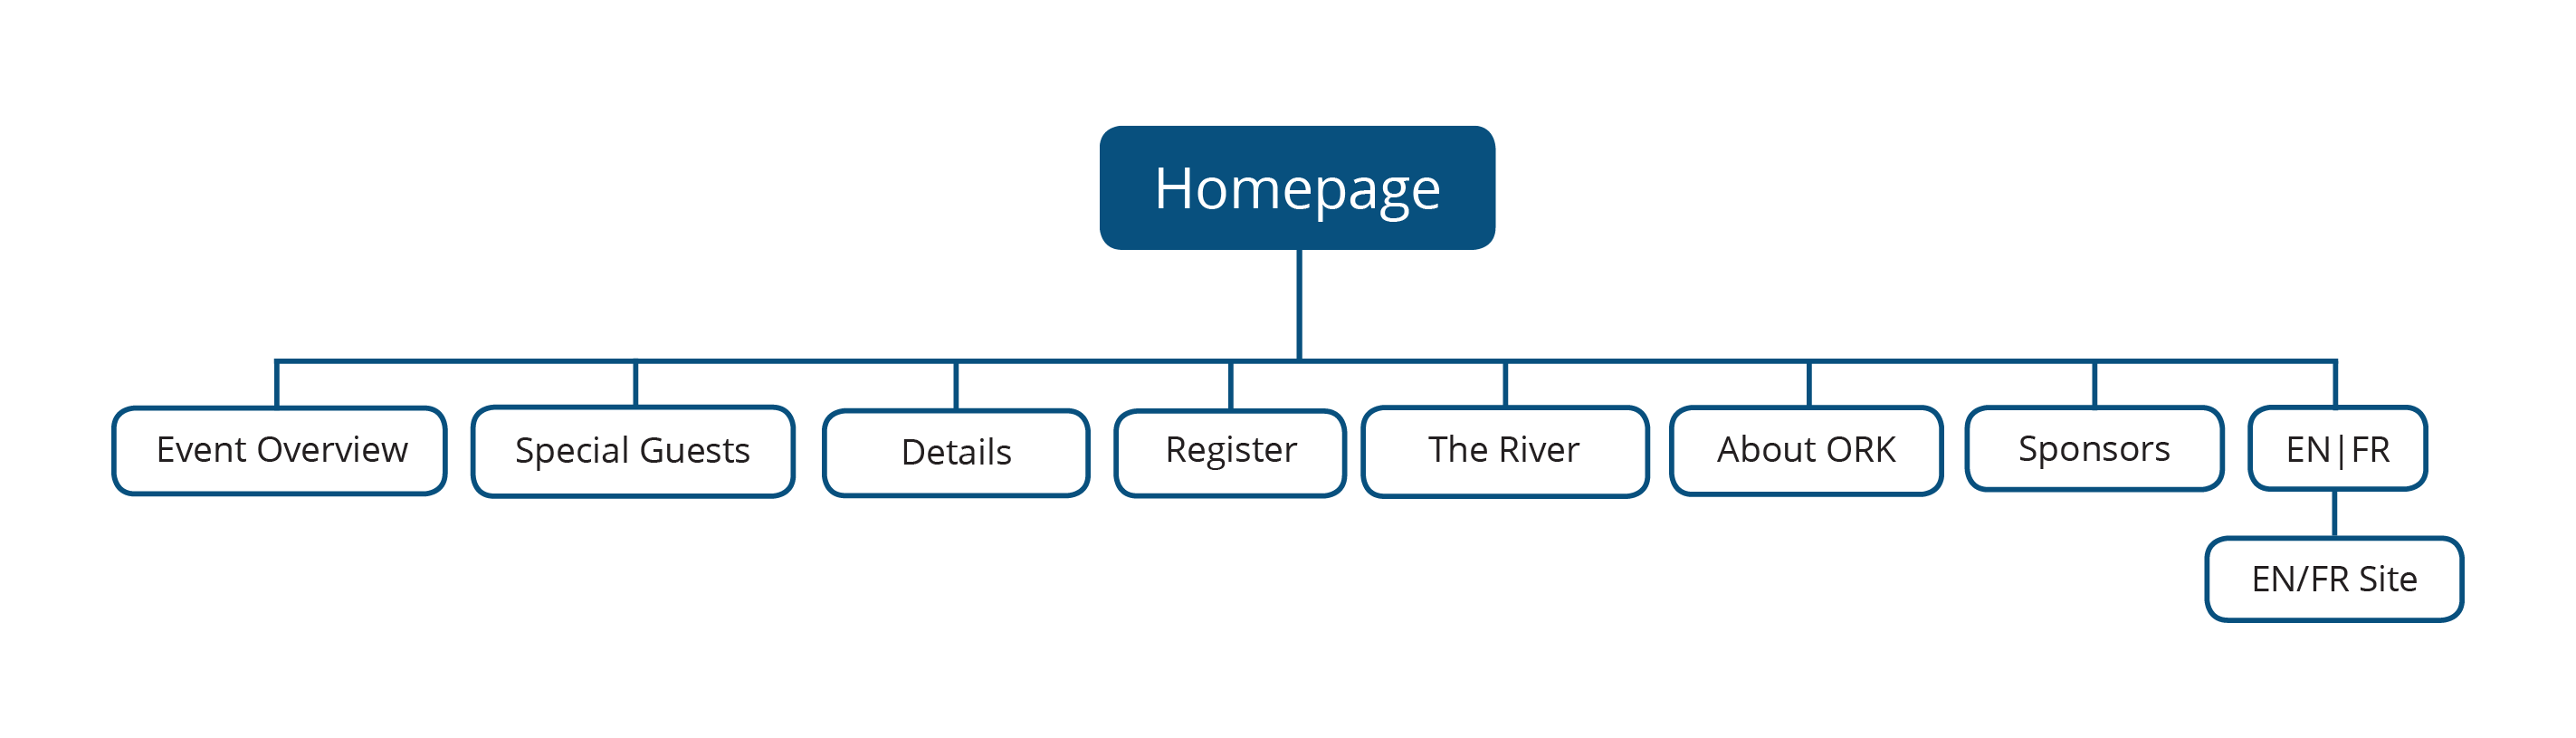 Homepage
Event Overview
Special Guests
Details
Register
The River
About ORK
Sponsors
EN|FR
EN/FR Site